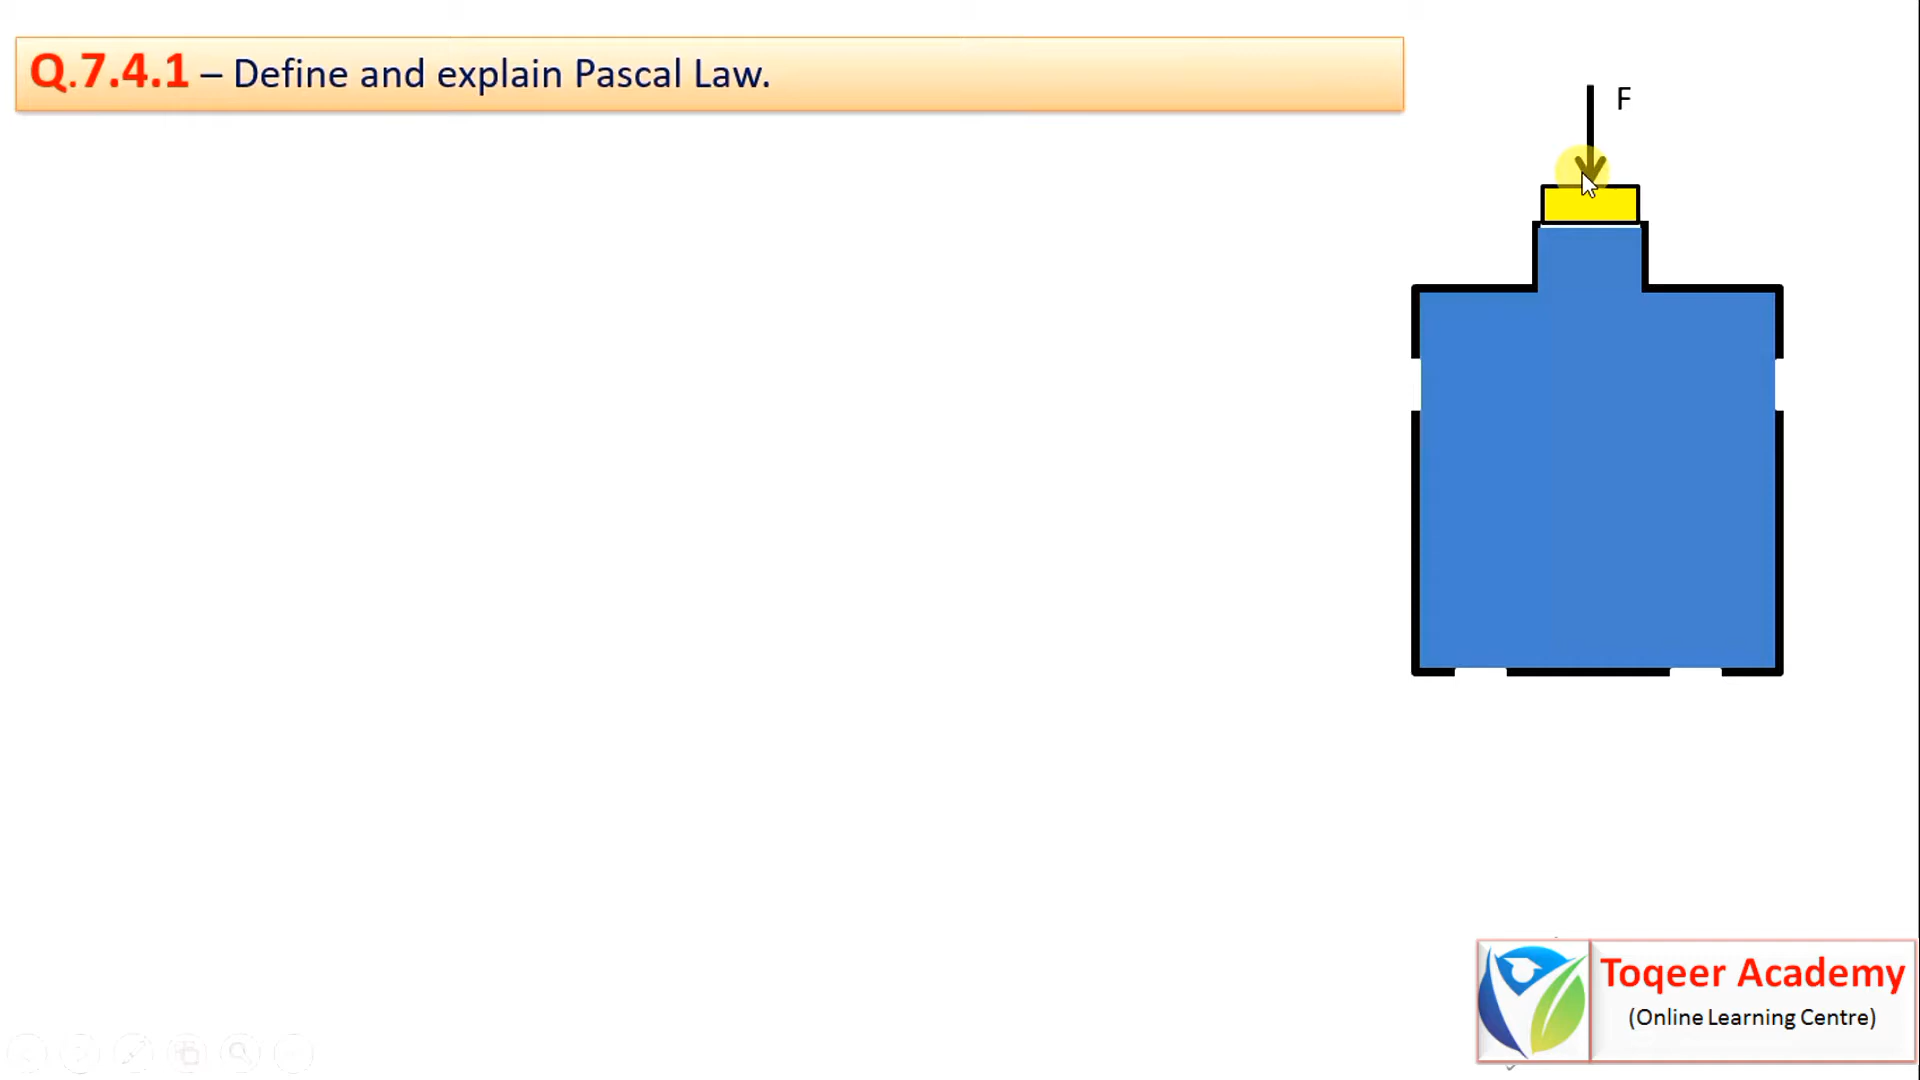 Q.7.4.1 – Define and explain Pascal Law.
F
Toqeer Academy
(Online Learning Centre)